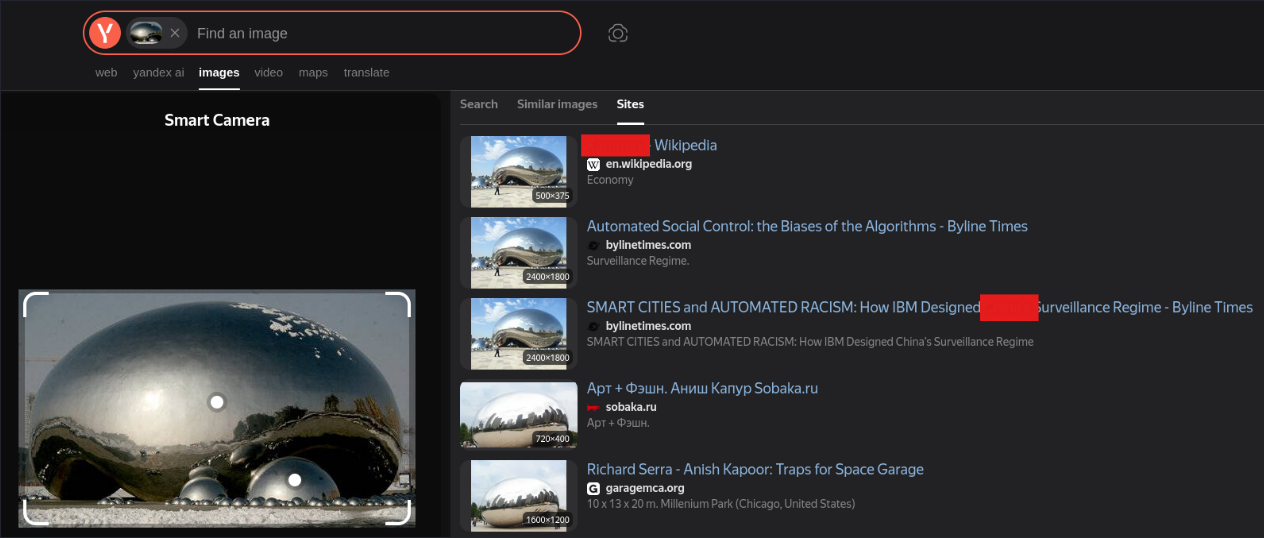 Find an image
web yandex ai images video maps translate
Smart Camera
Search Similar images Sites
- Wikipedia
en.wikipedia.org
Economy
500×375
Automated Social Control: the Biases of the Algorithms - Byline Times
bylinetimes.com
Surveillance Regime.
2400×1800
SMART CITIES and AUTOMATED RACISM: How IBM Designed Surveillance Regime - Byline Times
bylinetimes.com
SMART CITIES and AUTOMATED RACISM: How IBM Designed China's Surveillance Regime
2400×1800
Арт + Фэшн. Аниш Капур Sobaka.ru
sobaka.ru
Арт + Фэшн.
720×400
Richard Serra - Anish Kapoor: Traps for Space Garage
garagemca.org
10 x 13 x 20 m. Millenium Park (Chicago, United States)
1600×1200